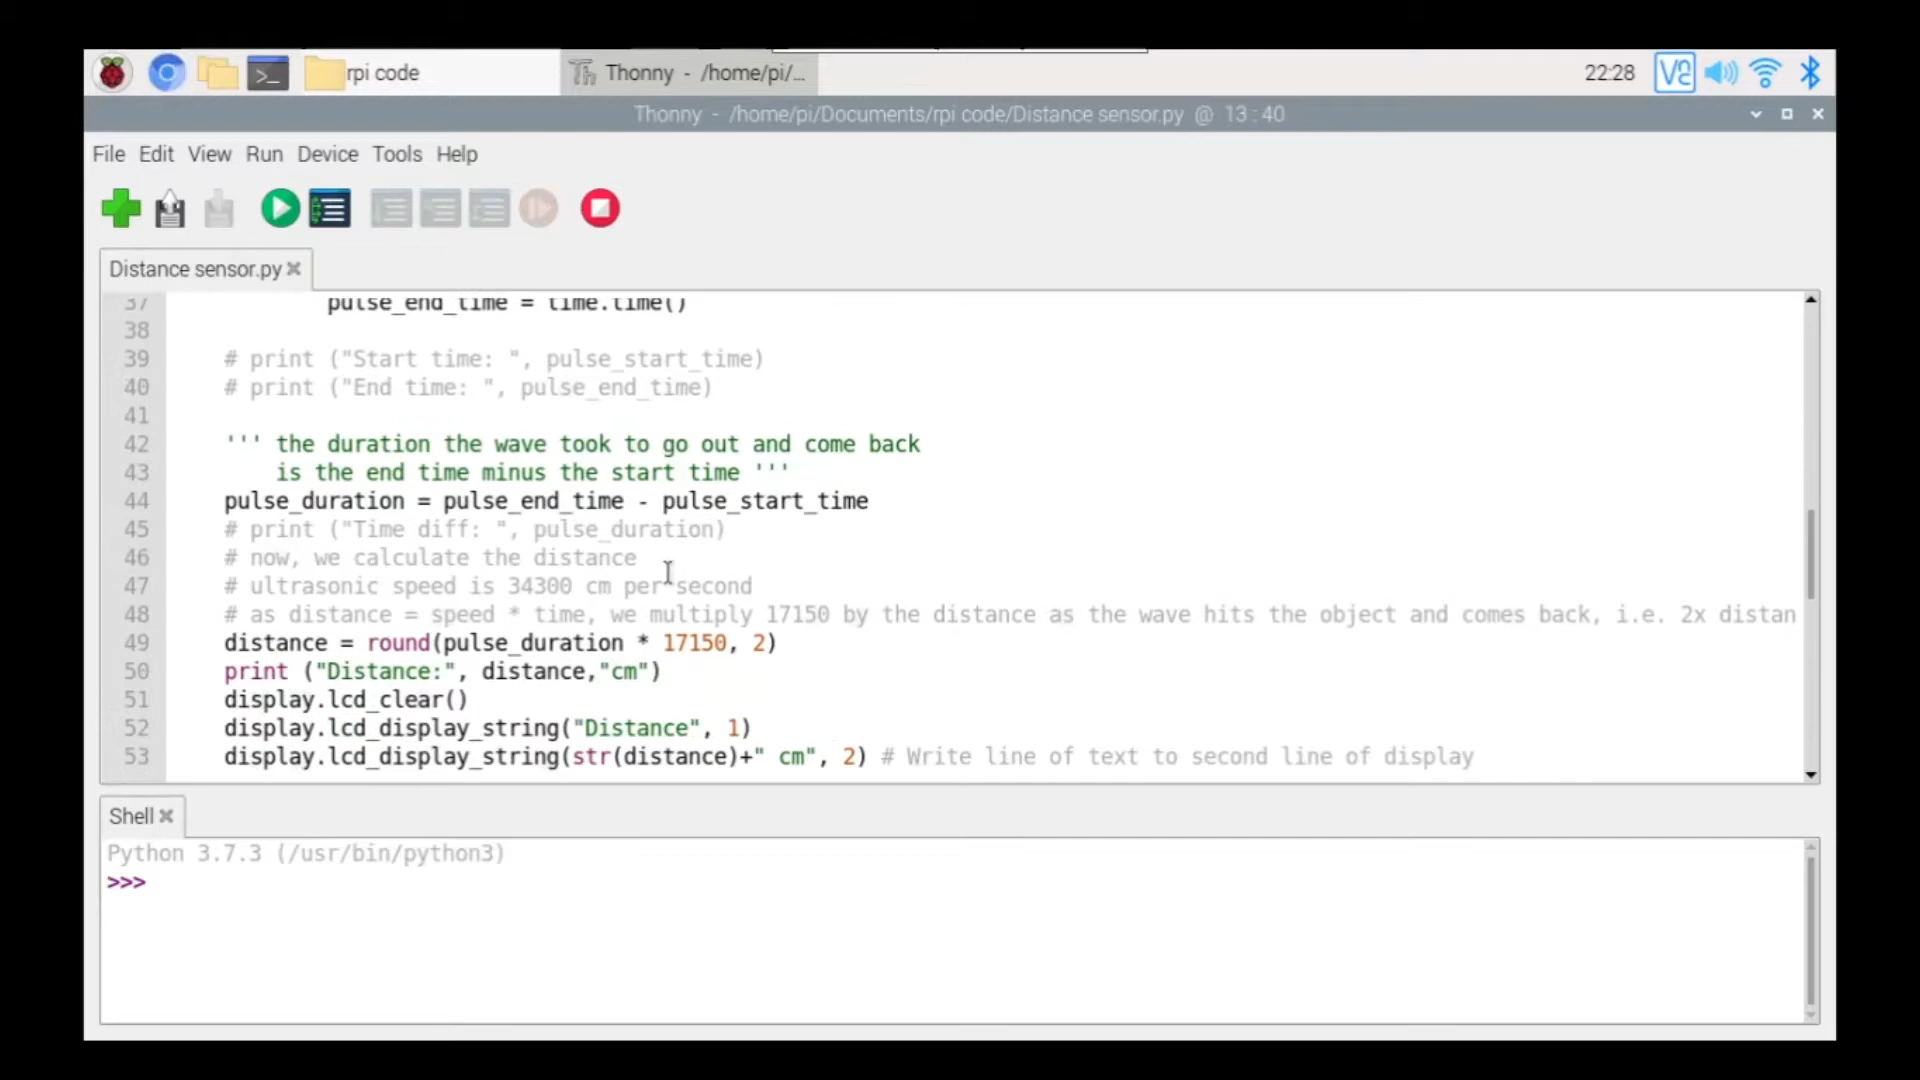 rpi code
Thonny - /home/pi/...
22:28
Thonny - /home/pi/Documents/rpi code/Distance sensor.py @ 13 : 40
File Edit View Run Device Tools Help
Distance sensor.py
37 pulse_end_time = time.time()
38
39 # print ("Start time: ", pulse_start_time)
40 # print ("End time: ", pulse_end_time)
41
42 ''' the duration the wave took to go out and come back
43 is the end time minus the start time '''
44 pulse_duration = pulse_end_time - pulse_start_time
45 # print ("Time diff: ", pulse_duration)
46 # now, we calculate the distance
47 # ultrasonic speed is 34300 cm per second
48 # as distance = speed * time, we multiply 17150 by the distance as the wave hits the object and comes back, i.e. 2x distan
49 distance = round(pulse_duration * 17150, 2)
50 print ("Distance:", distance,"cm")
51 display.lcd_clear()
52 display.lcd_display_string("Distance", 1)
53 display.lcd_display_string(str(distance)+" cm", 2) # Write line of text to second line of display
Shell
Python 3.7.3 (/usr/bin/python3)
>>>